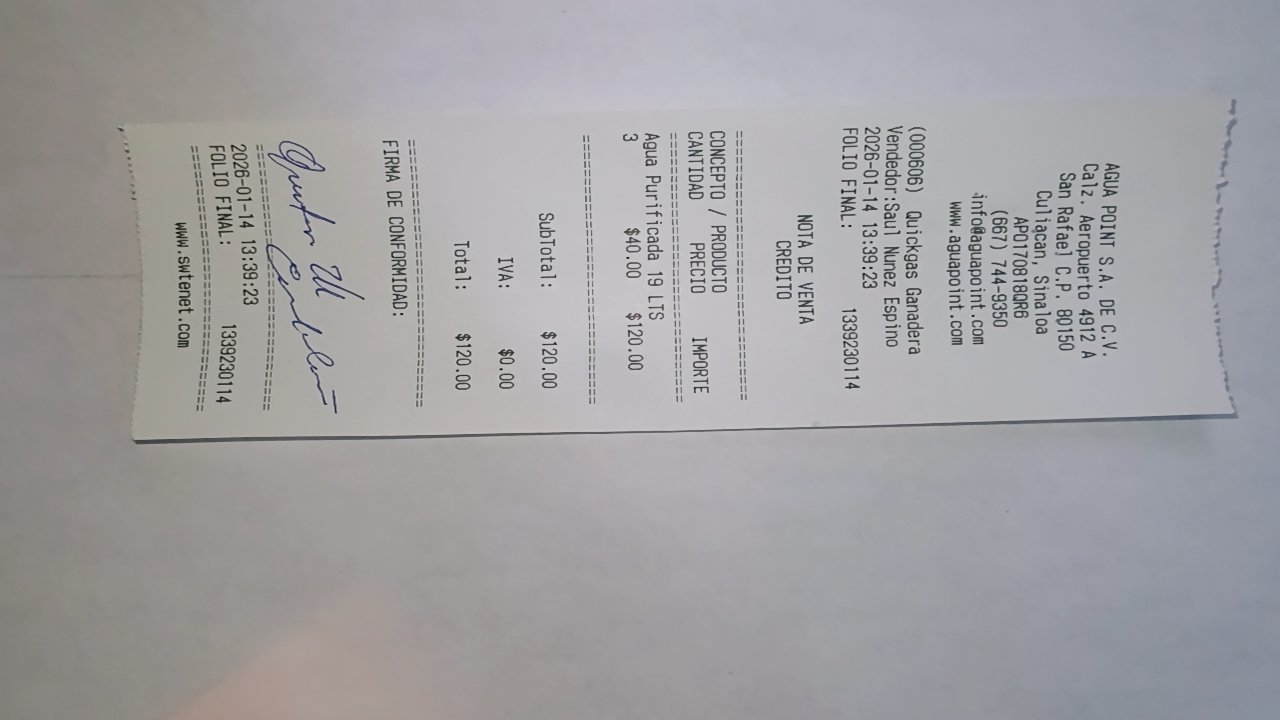 AGUA POINT S.A. DE C.V.
Calz. Aeropuerto 4912 A
San Rafael C.P. 80150
Culiacan, Sinaloa
APO170818QR6
(667) 744-9350
info@aguapoint.com
www.aguapoint.com
(000606) Quickgas Ganadera
Vendedor:Saul Nunez Espino
2026-01-14 13:39:23
FOLIO FINAL: 1339230114
NOTA DE VENTA
CREDITO
==============================
CONCEPTO / PRODUCTO
CANTIDAD PRECIO IMPORTE
==============================
Agua Purificada 19 LTS
3 $40.00 $120.00
==============================
SubTotal: $120.00
IVA: $0.00
Total: $120.00
==============================
FIRMA DE CONFORMIDAD:
==============================
2026-01-14 13:39:23
FOLIO FINAL: 1339230114
==============================
www.swtenet.com